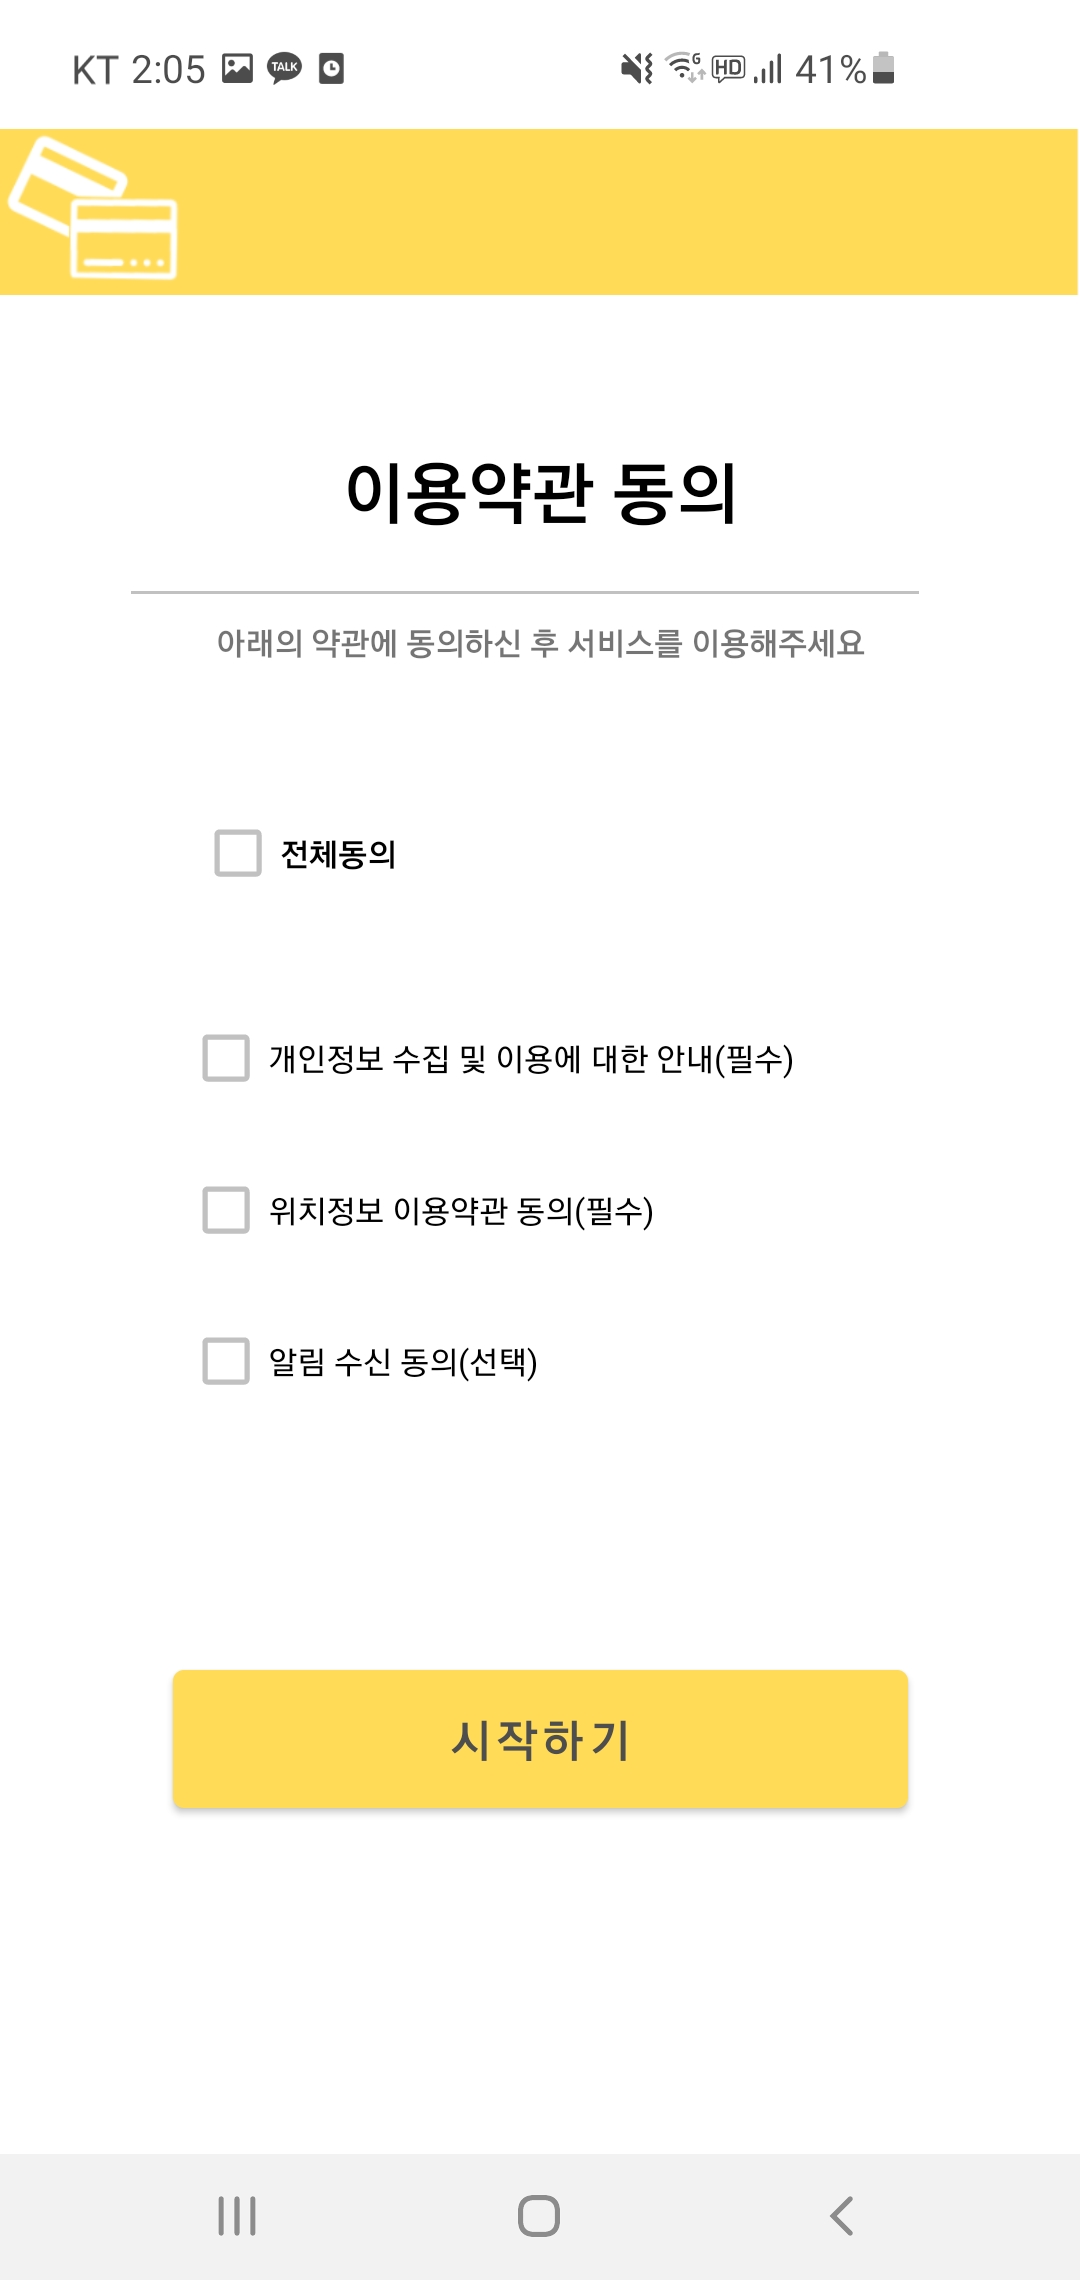 KT 2:05 TALK G HD 41%
이용약관 동의
아래의 약관에 동의하신 후 서비스를 이용해주세요
전체동의
개인정보 수집 및 이용에 대한 안내(필수)
위치정보 이용약관 동의(필수)
알림 수신 동의(선택)
시작하기